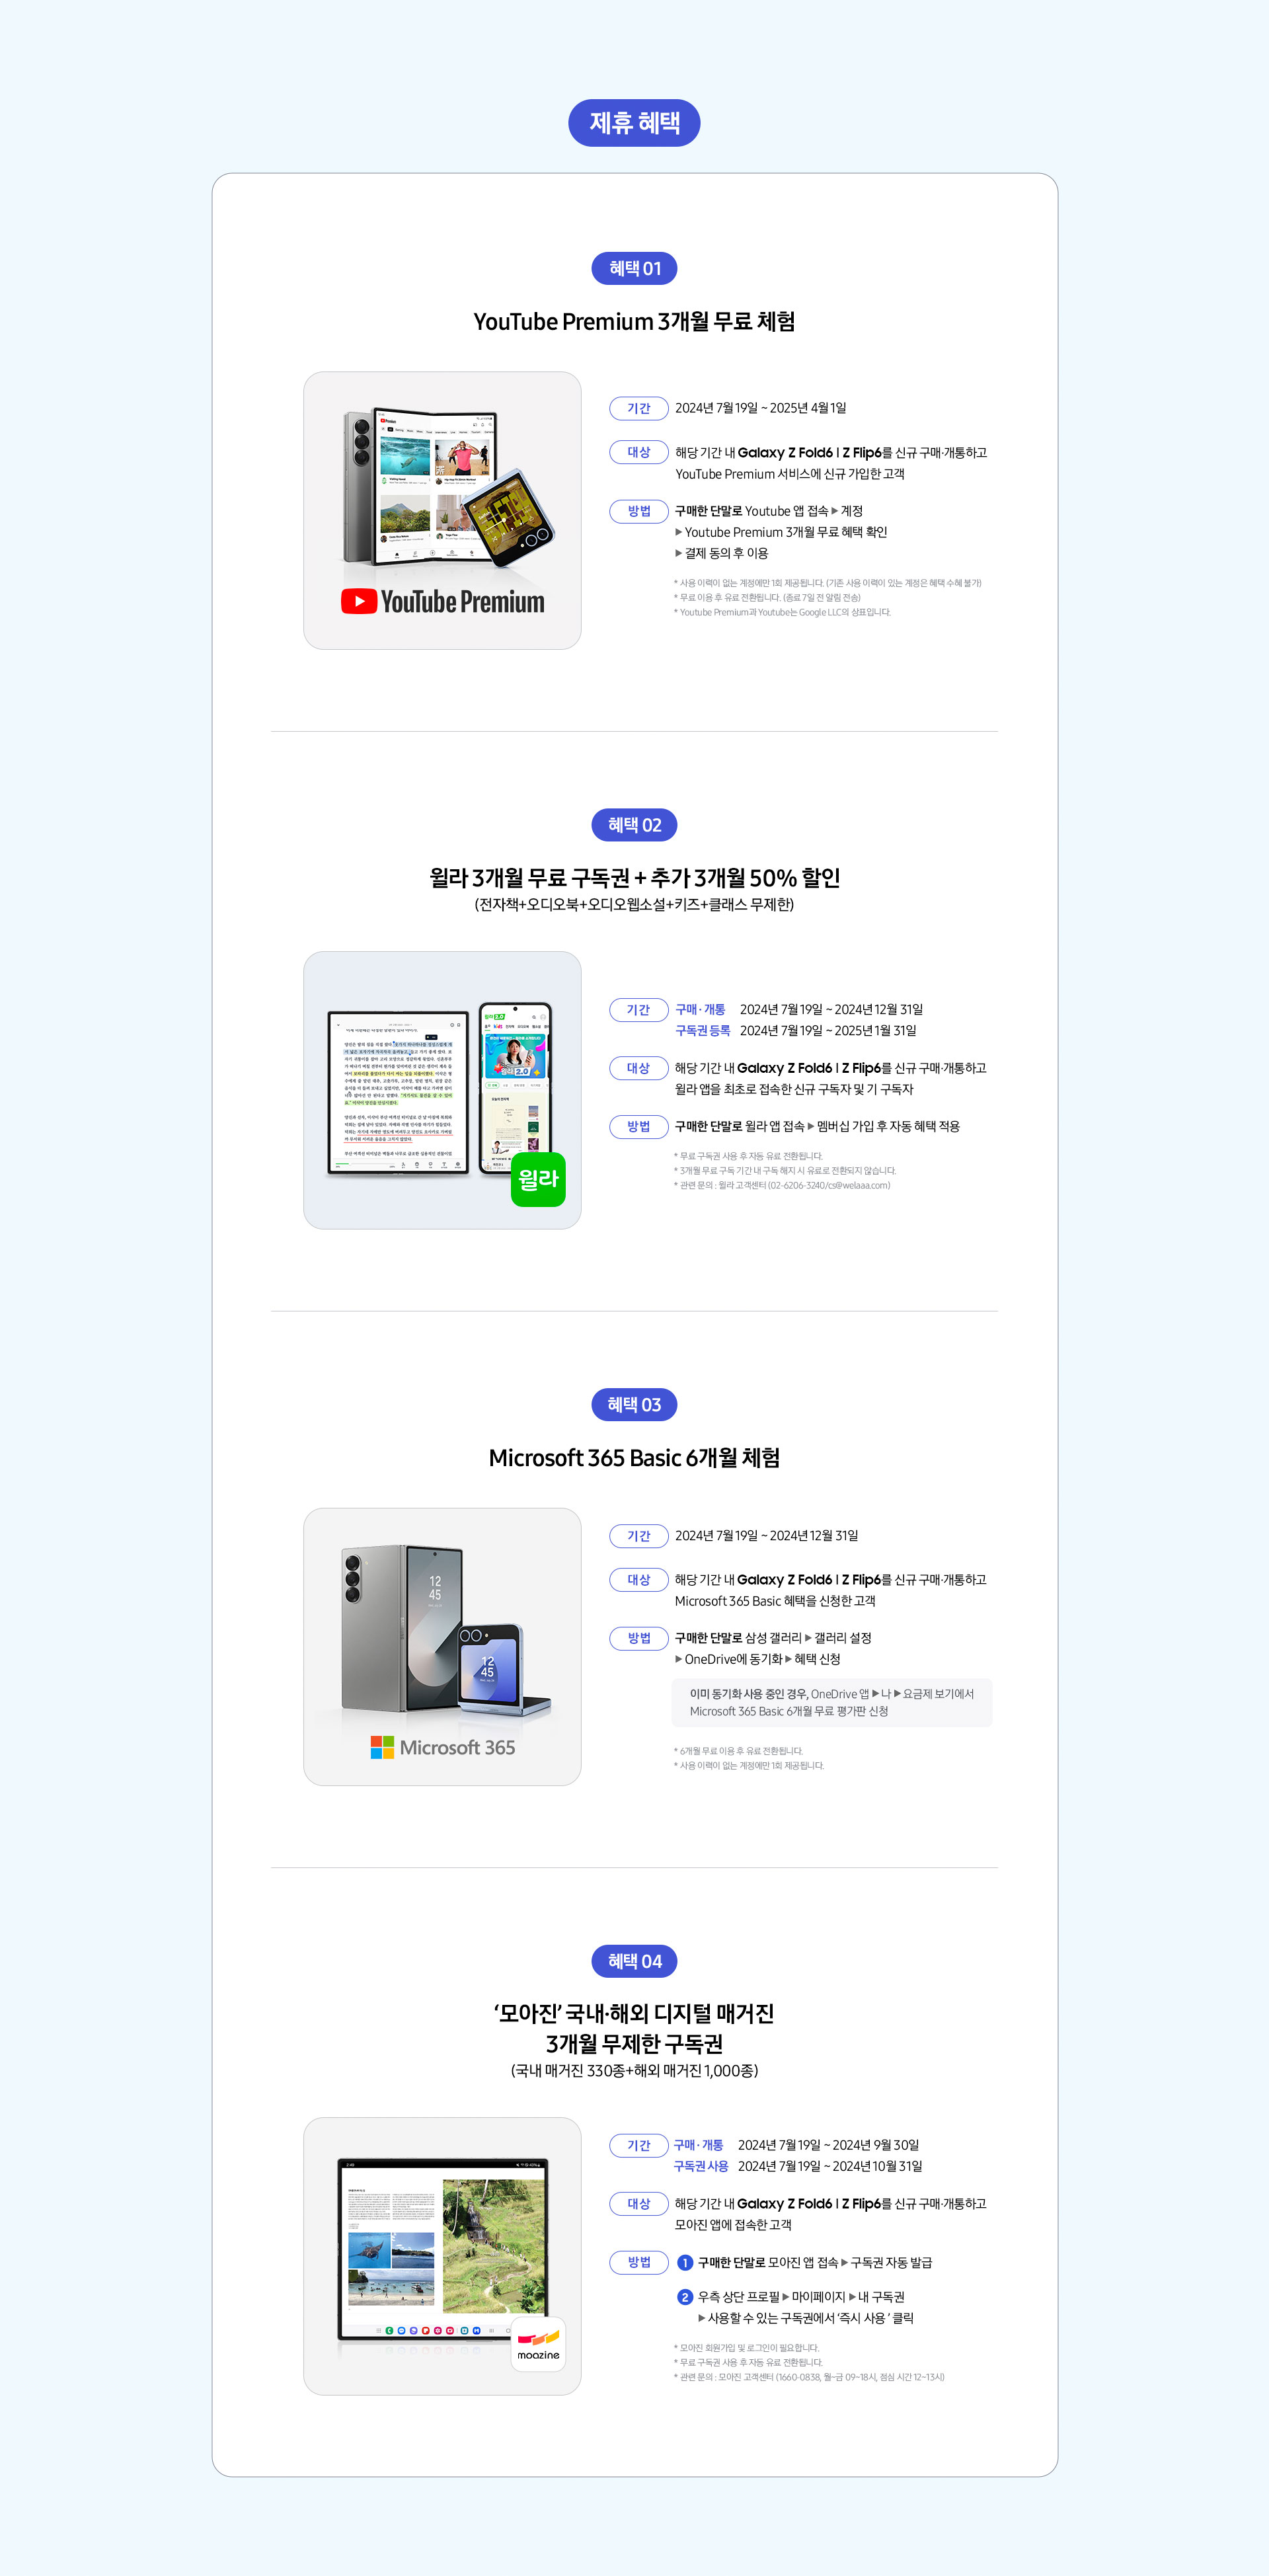 제휴 혜택
혜택 01
YouTube Premium 3개월 무료 체험
YouTube Premium
기간 2024년 7월 19일 ~ 2025년 4월 1일
대상 해당 기간 내 Galaxy Z Fold6 | Z Flip6를 신규 구매·개통하고
YouTube Premium 서비스에 신규 가입한 고객
방법 구매한 단말로 Youtube 앱 접속 ▶ 계정
▶ Youtube Premium 3개월 무료 혜택 확인
▶ 결제 동의 후 이용
* 사용 이력이 없는 계정에만 1회 제공됩니다. (기존 사용 이력이 있는 계정은 혜택 수혜 불가)
* 무료 이용 후 유료 전환됩니다. (종료 7일 전 알림 전송)
* Youtube Premium과 Youtube는 Google LLC의 상표입니다.
혜택 02
윌라 3개월 무료 구독권 + 추가 3개월 50% 할인
(전자책+오디오북+오디오웹소설+키즈+클래스 무제한)
윌라
기간 구매 · 개통 2024년 7월 19일 ~ 2024년 12월 31일
구독권 등록 2024년 7월 19일 ~ 2025년 1월 31일
대상 해당 기간 내 Galaxy Z Fold6 | Z Flip6를 신규 구매·개통하고
윌라 앱을 최초로 접속한 신규 구독자 및 기 구독자
방법 구매한 단말로 윌라 앱 접속 ▶ 멤버십 가입 후 자동 혜택 적용
* 무료 구독권 사용 후 자동 유료 전환됩니다.
* 3개월 무료 구독 기간 내 구독 해지 시 유료로 전환되지 않습니다.
* 관련 문의 : 윌라 고객센터 (02-6206-3240/cs@welaaa.com)
혜택 03
Microsoft 365 Basic 6개월 체험
12
45
12
45
Microsoft 365
기간 2024년 7월 19일 ~ 2024년 12월 31일
대상 해당 기간 내 Galaxy Z Fold6 | Z Flip6를 신규 구매·개통하고
Microsoft 365 Basic 혜택을 신청한 고객
방법 구매한 단말로 삼성 갤러리 ▶ 갤러리 설정
▶ OneDrive에 동기화 ▶ 혜택 신청
이미 동기화 사용 중인 경우, OneDrive 앱 ▶ 나 ▶ 요금제 보기에서
Microsoft 365 Basic 6개월 무료 평가판 신청
* 6개월 무료 이용 후 유료 전환됩니다.
* 사용 이력이 없는 계정에만 1회 제공됩니다.
혜택 04
‘모아진’ 국내·해외 디지털 매거진
3개월 무제한 구독권
(국내 매거진 330종+해외 매거진 1,000종)
moazine
기간 구매 · 개통 2024년 7월 19일 ~ 2024년 9월 30일
구독권 사용 2024년 7월 19일 ~ 2024년 10월 31일
대상 해당 기간 내 Galaxy Z Fold6 | Z Flip6를 신규 구매·개통하고
모아진 앱에 접속한 고객
방법 1 구매한 단말로 모아진 앱 접속 ▶ 구독권 자동 발급
2 우측 상단 프로필 ▶ 마이페이지 ▶ 내 구독권
▶ 사용할 수 있는 구독권에서 ‘즉시 사용 ’ 클릭
* 모아진 회원가입 및 로그인이 필요합니다.
* 무료 구독권 사용 후 자동 유료 전환됩니다.
* 관련 문의 : 모아진 고객센터 (1660-0838, 월~금 09~18시, 점심 시간 12~13시)